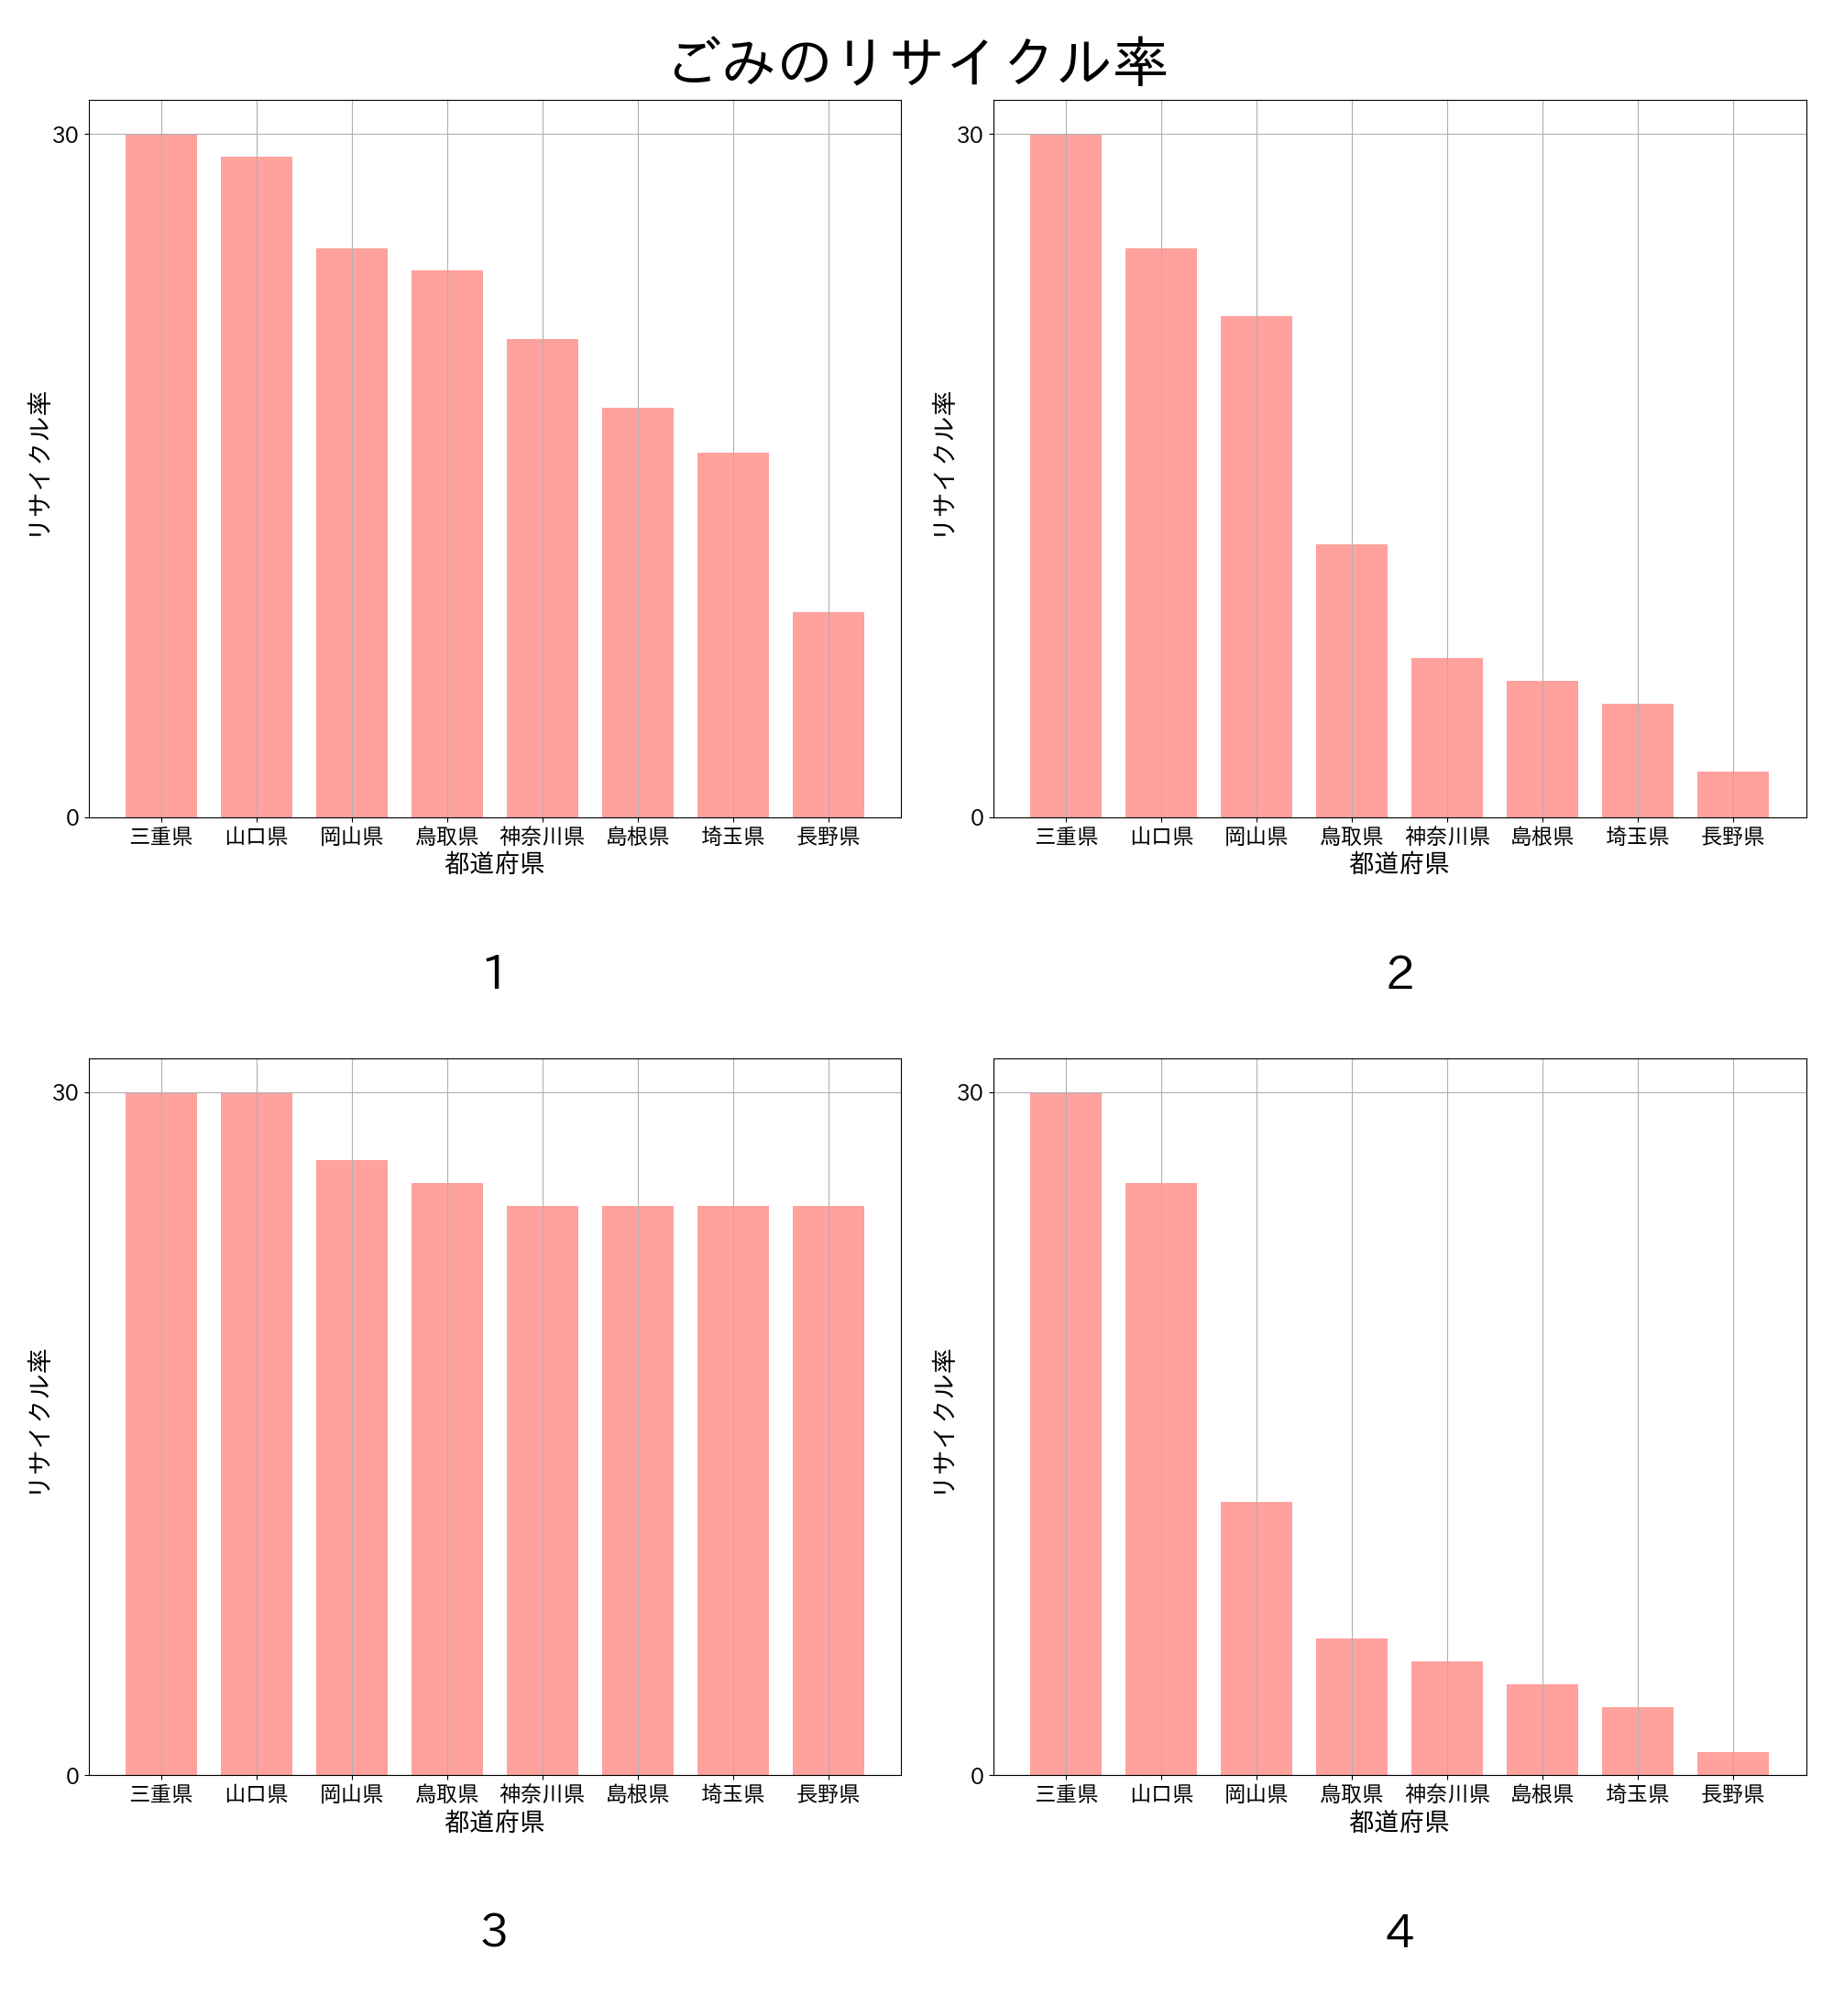 ごみのリサイクル率
30
0
リサイクル率
三重県 山口県 岡山県 鳥取県 神奈川県 島根県 埼玉県 長野県
都道府県
1
30
0
リサイクル率
三重県 山口県 岡山県 鳥取県 神奈川県 島根県 埼玉県 長野県
都道府県
2
30
0
リサイクル率
三重県 山口県 岡山県 鳥取県 神奈川県 島根県 埼玉県 長野県
都道府県
3
30
0
リサイクル率
三重県 山口県 岡山県 鳥取県 神奈川県 島根県 埼玉県 長野県
都道府県
4